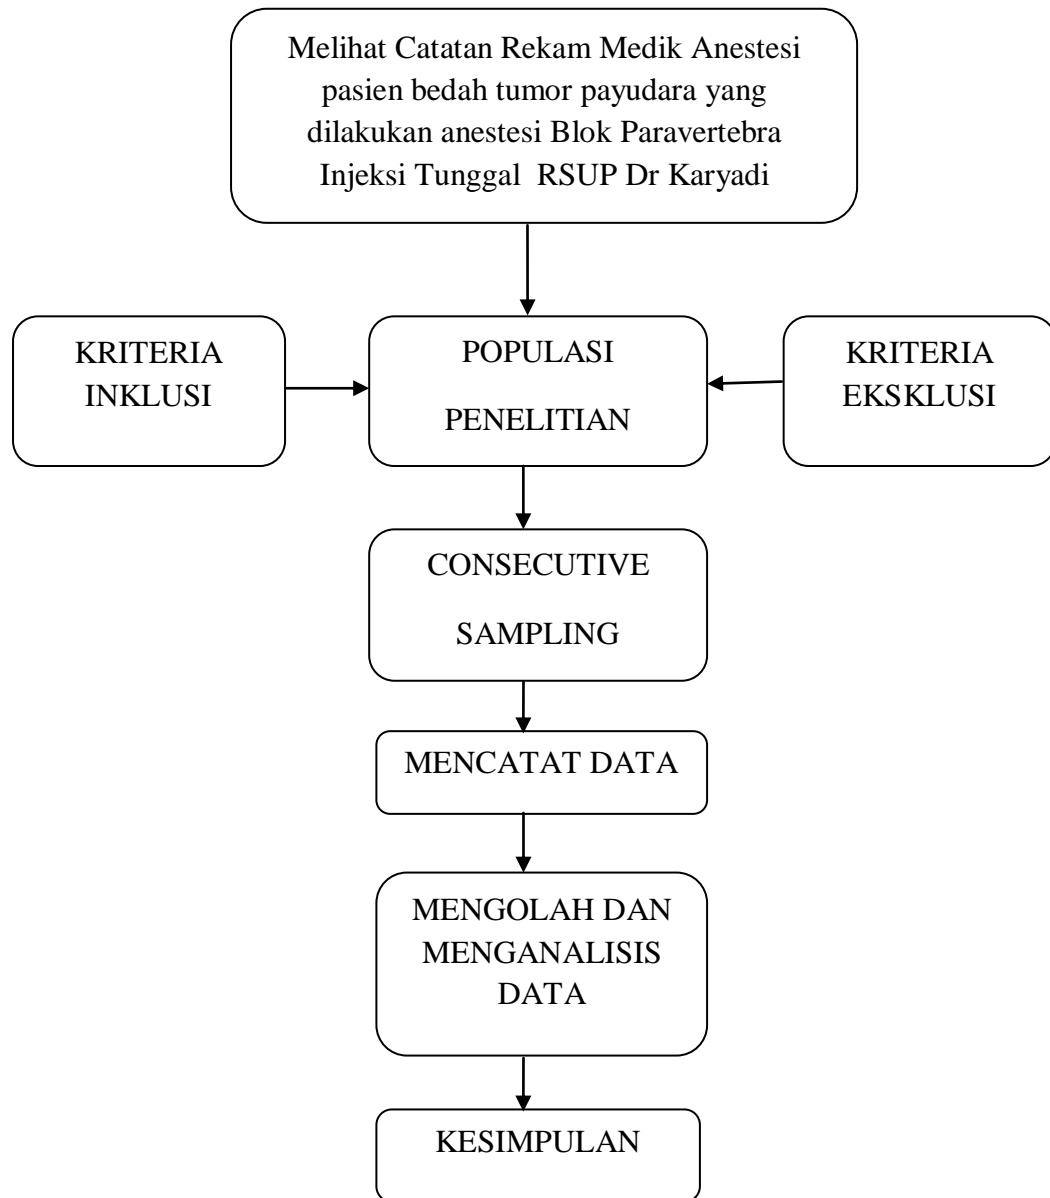 Melihat Catatan Rekam Medik Anestesi
pasien bedah tumor payudara yang
dilakukan anestesi Blok Paravertebra
Injeksi Tunggal RSUP Dr Karyadi
KRITERIA
INKLUSI
POPULASI
PENELITIAN
KRITERIA
EKSKLUSI
CONSECUTIVE
SAMPLING
MENCATAT DATA
MENGOLAH DAN
MENGANALISIS
DATA
KESIMPULAN